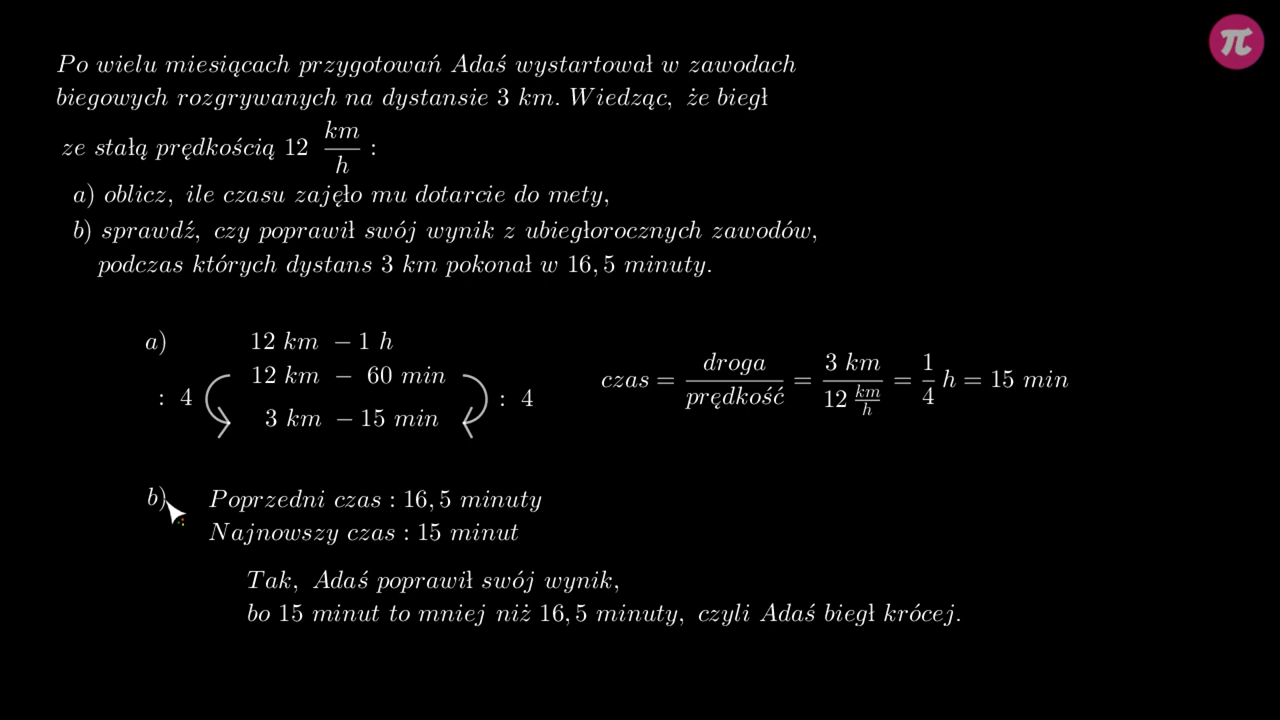 π
Po wielu miesiącach przygotowań Adaś wystartował w zawodach
biegowych rozgrywanych na dystansie 3 km. Wiedząc, że biegł
ze stałą prędkością 12 km/h :
a) oblicz, ile czasu zajęło mu dotarcie do mety,
b) sprawdź, czy poprawił swój wynik z ubiegłorocznych zawodów,
podczas których dystans 3 km pokonał w 16,5 minuty.
a) 12 km – 1 h
12 km – 60 min
: 4 : 4
3 km – 15 min
czas = droga/prędkość = 3 km/12 km/h = 1/4 h = 15 min
b) Poprzedni czas : 16,5 minuty
Najnowszy czas : 15 minut
Tak, Adaś poprawił swój wynik,
bo 15 minut to mniej niż 16,5 minuty, czyli Adaś biegł krócej.